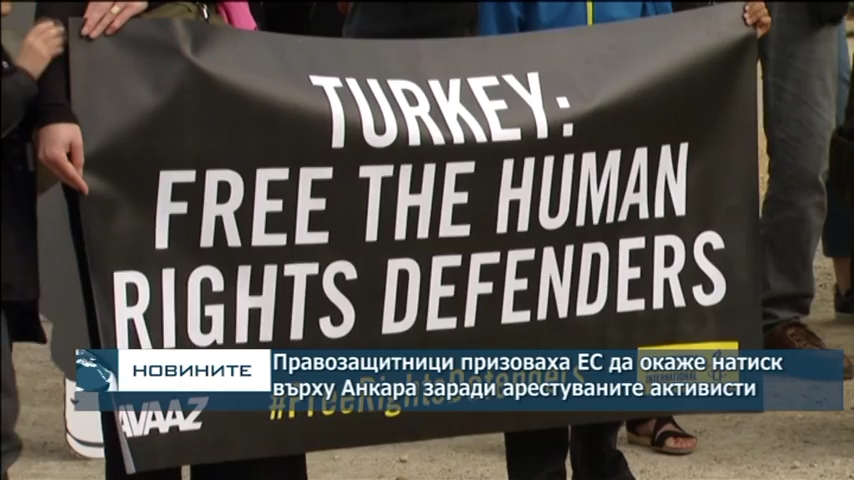 TURKEY:
FREE THE HUMAN
RIGHTS DEFENDERS
НОВИНИТЕ
Правозащитници призоваха ЕС да окаже натиск
върху Анкара заради арестуваните активисти
AVAAZ
#FreeRightsDefenders